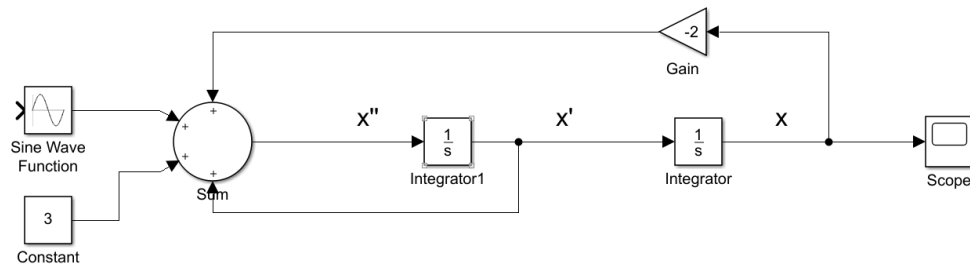 -2
Gain
+
+
+
+
x"
x'
x
1
s
1
s
Sine Wave
Function
Sum
Integrator1
Integrator
Scope
3
Constant